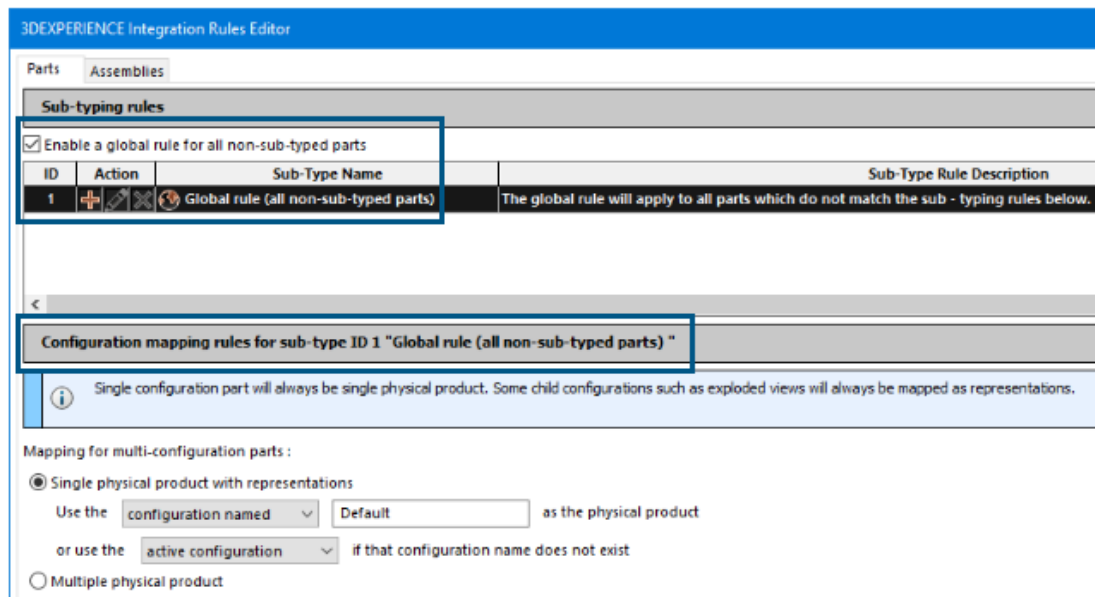 3DEXPERIENCE Integration Rules Editor
Parts Assemblies
Sub-typing rules
Enable a global rule for all non-sub-typed parts
ID Action Sub-Type Name Sub-Type Rule Description
1 Global rule (all non-sub-typed parts) The global rule will apply to all parts which do not match the sub - typing rules below.
Configuration mapping rules for sub-type ID 1 "Global rule (all non-sub-typed parts) "
Single configuration part will always be single physical product. Some child configurations such as exploded views will always be mapped as representations.
Mapping for multi-configuration parts :
Single physical product with representations
Use the configuration named Default as the physical product
or use the active configuration if that configuration name does not exist
Multiple physical product